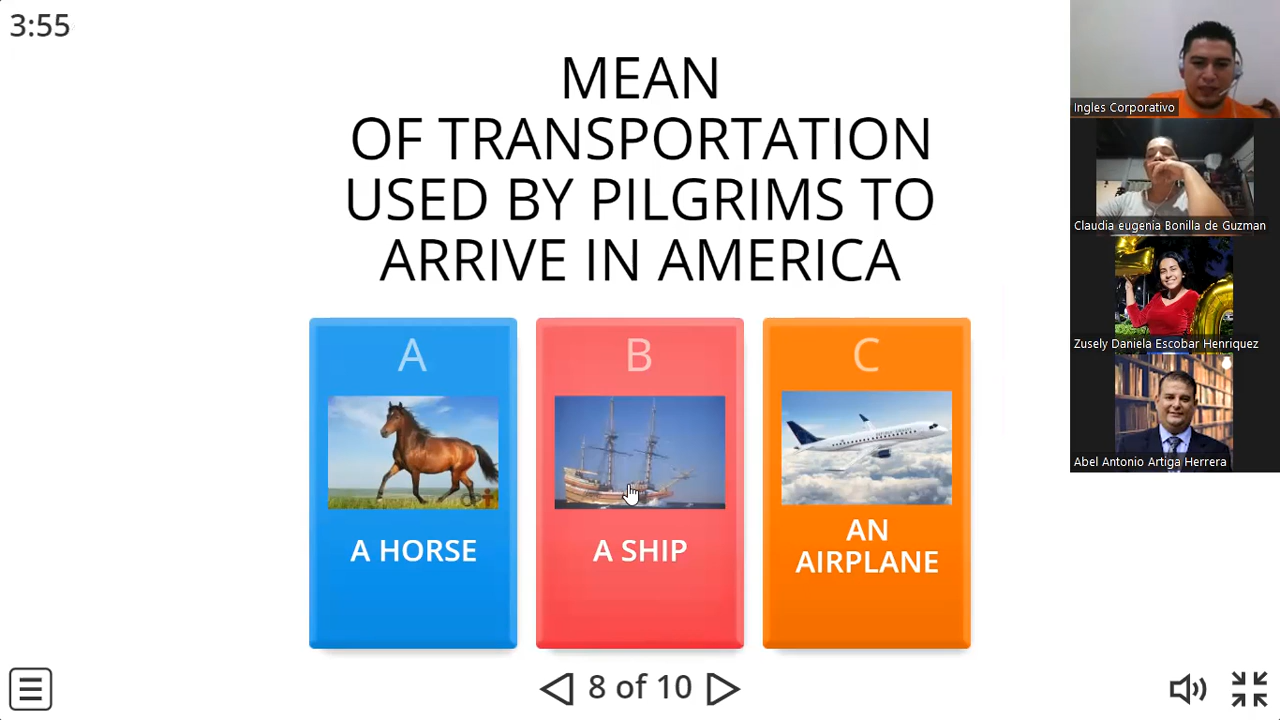 3:55
MEAN
OF TRANSPORTATION
USED BY PILGRIMS TO
ARRIVE IN AMERICA
A
A HORSE
B
A SHIP
C
AN
AIRPLANE
8 of 10
Ingles Corporativo
Claudia eugenia Bonilla de Guzman
Zusely Daniela Escobar Henriquez
Abel Antonio Artiga Herrera